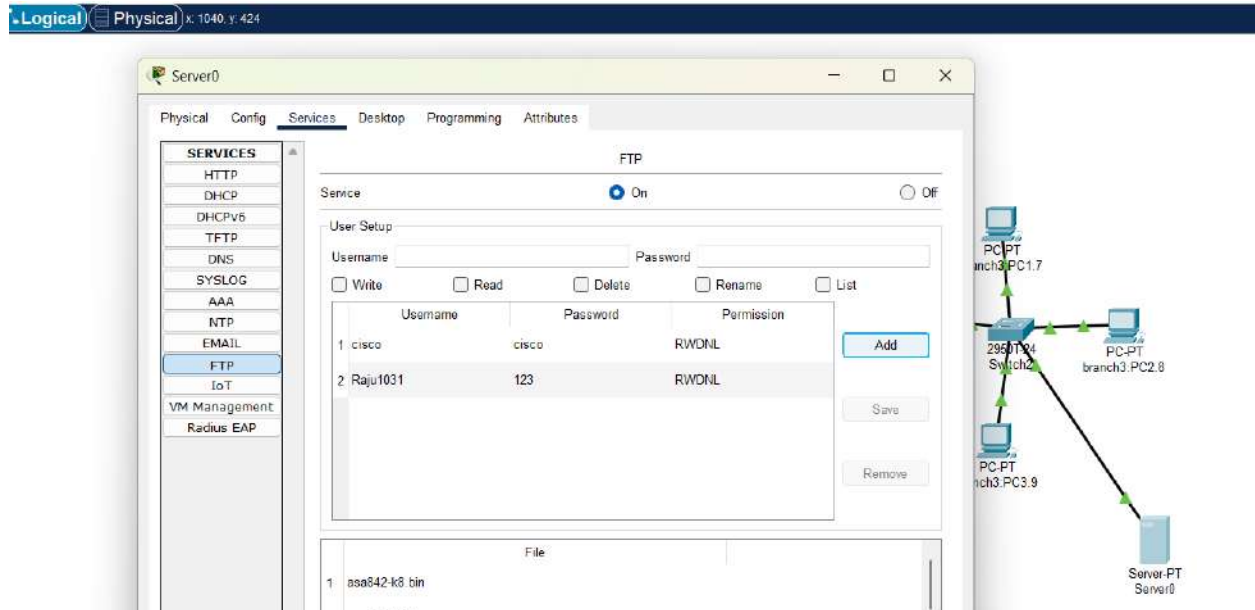 Logical Physical x: 1040, y: 424
Server0
Physical Config Services Desktop Programming Attributes
SERVICES
HTTP
DHCP
DHCPv6
TFTP
DNS
SYSLOG
AAA
NTP
EMAIL
FTP
IoT
VM Management
Radius EAP
FTP
Service On Off
User Setup
Username Password
Write Read Delete Rename List
Username Password Permission
1 cisco cisco RWDNL
2 Raju1031 123 RWDNL
Add
Save
Remove
File
1 asa842-k8.bin
PC-PT
anch3:PC1.7
2950T-24
Switch2
PC-PT
branch3:PC2.8
PC-PT
nch3:PC3.9
Server-PT
Server0